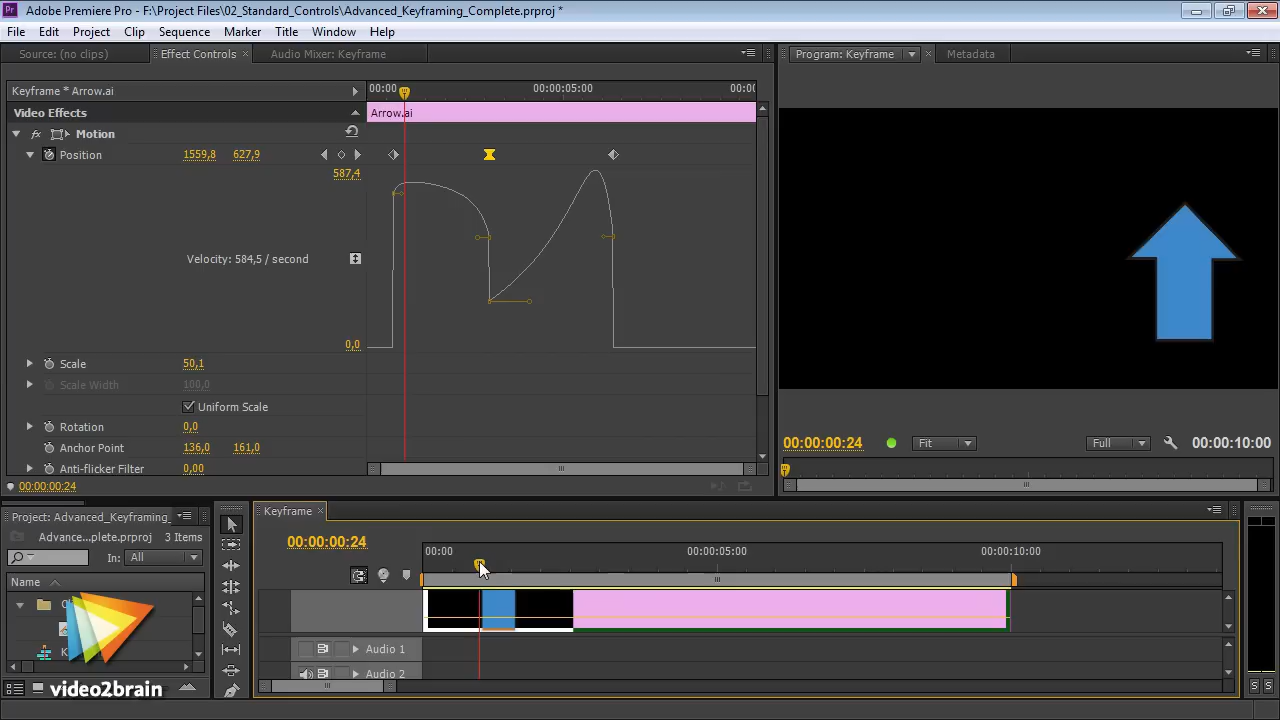 Adobe Premiere Pro - F:\Project Files\02_Standard_Controls\Advanced_Keyframing_Complete.prproj *
File Edit Project Clip Sequence Marker Title Window Help
Source: (no clips) Effect Controls Audio Mixer: Keyframe Program: Keyframe Metadata
Keyframe * Arrow.ai 00:00 00:00:05:00 00:0
Video Effects Arrow.ai
fx Motion
Position 1559,8 627,9
587,4
Velocity: 584,5 / second
0,0
Scale 50,1
Scale Width 100,0
Uniform Scale
Rotation 0,0
Anchor Point 136,0 161,0
Anti-flicker Filter 0,00
00:00:00:24
00:00:00:24 Fit Full 00:00:10:00
Project: Advanced_Keyframing_
Advance...plete.prproj 3 Items
In: All
Name
Keyframe
00:00:00:24
00:00 00:00:05:00 00:00:10:00
Audio 1
Audio 2
S S
video2brain